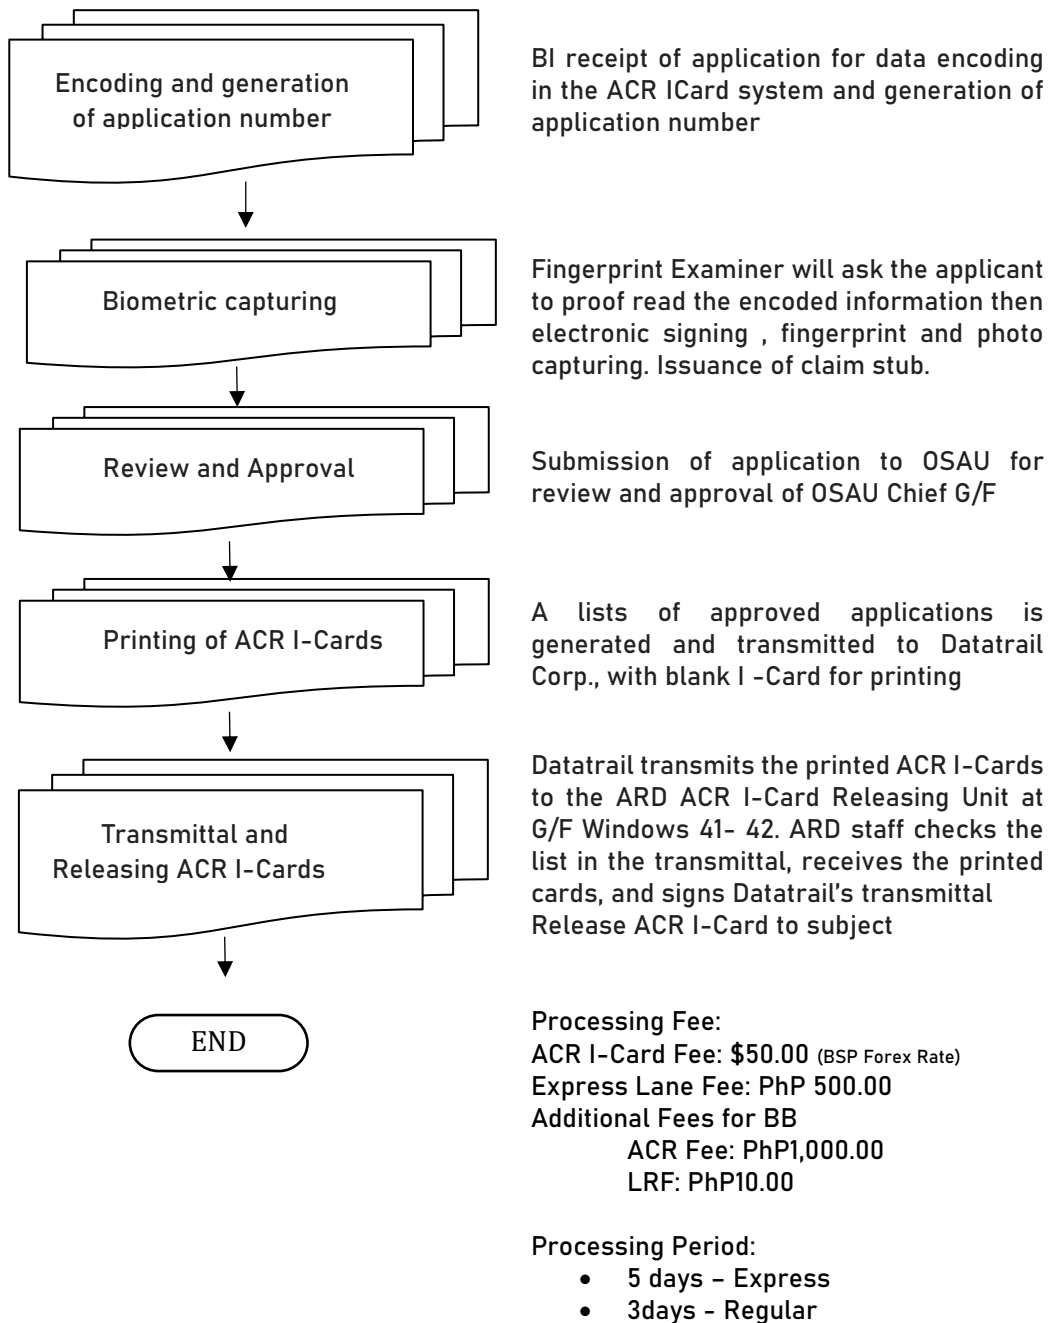 Encoding and generation
of application number
BI receipt of application for data encoding
in the ACR ICard system and generation of
application number
Biometric capturing
Fingerprint Examiner will ask the applicant
to proof read the encoded information then
electronic signing , fingerprint and photo
capturing. Issuance of claim stub.
Review and Approval
Submission of application to OSAU for
review and approval of OSAU Chief G/F
Printing of ACR I-Cards
A lists of approved applications is
generated and transmitted to Datatrail
Corp., with blank I -Card for printing
Transmittal and
Releasing ACR I-Cards
Datatrail transmits the printed ACR I-Cards
to the ARD ACR I-Card Releasing Unit at
G/F Windows 41- 42. ARD staff checks the
list in the transmittal, receives the printed
cards, and signs Datatrail’s transmittal
Release ACR I-Card to subject
END
Processing Fee:
ACR I-Card Fee: $50.00 (BSP Forex Rate)
Express Lane Fee: PhP 500.00
Additional Fees for BB
ACR Fee: PhP1,000.00
LRF: PhP10.00
Processing Period:
• 5 days – Express
• 3days - Regular